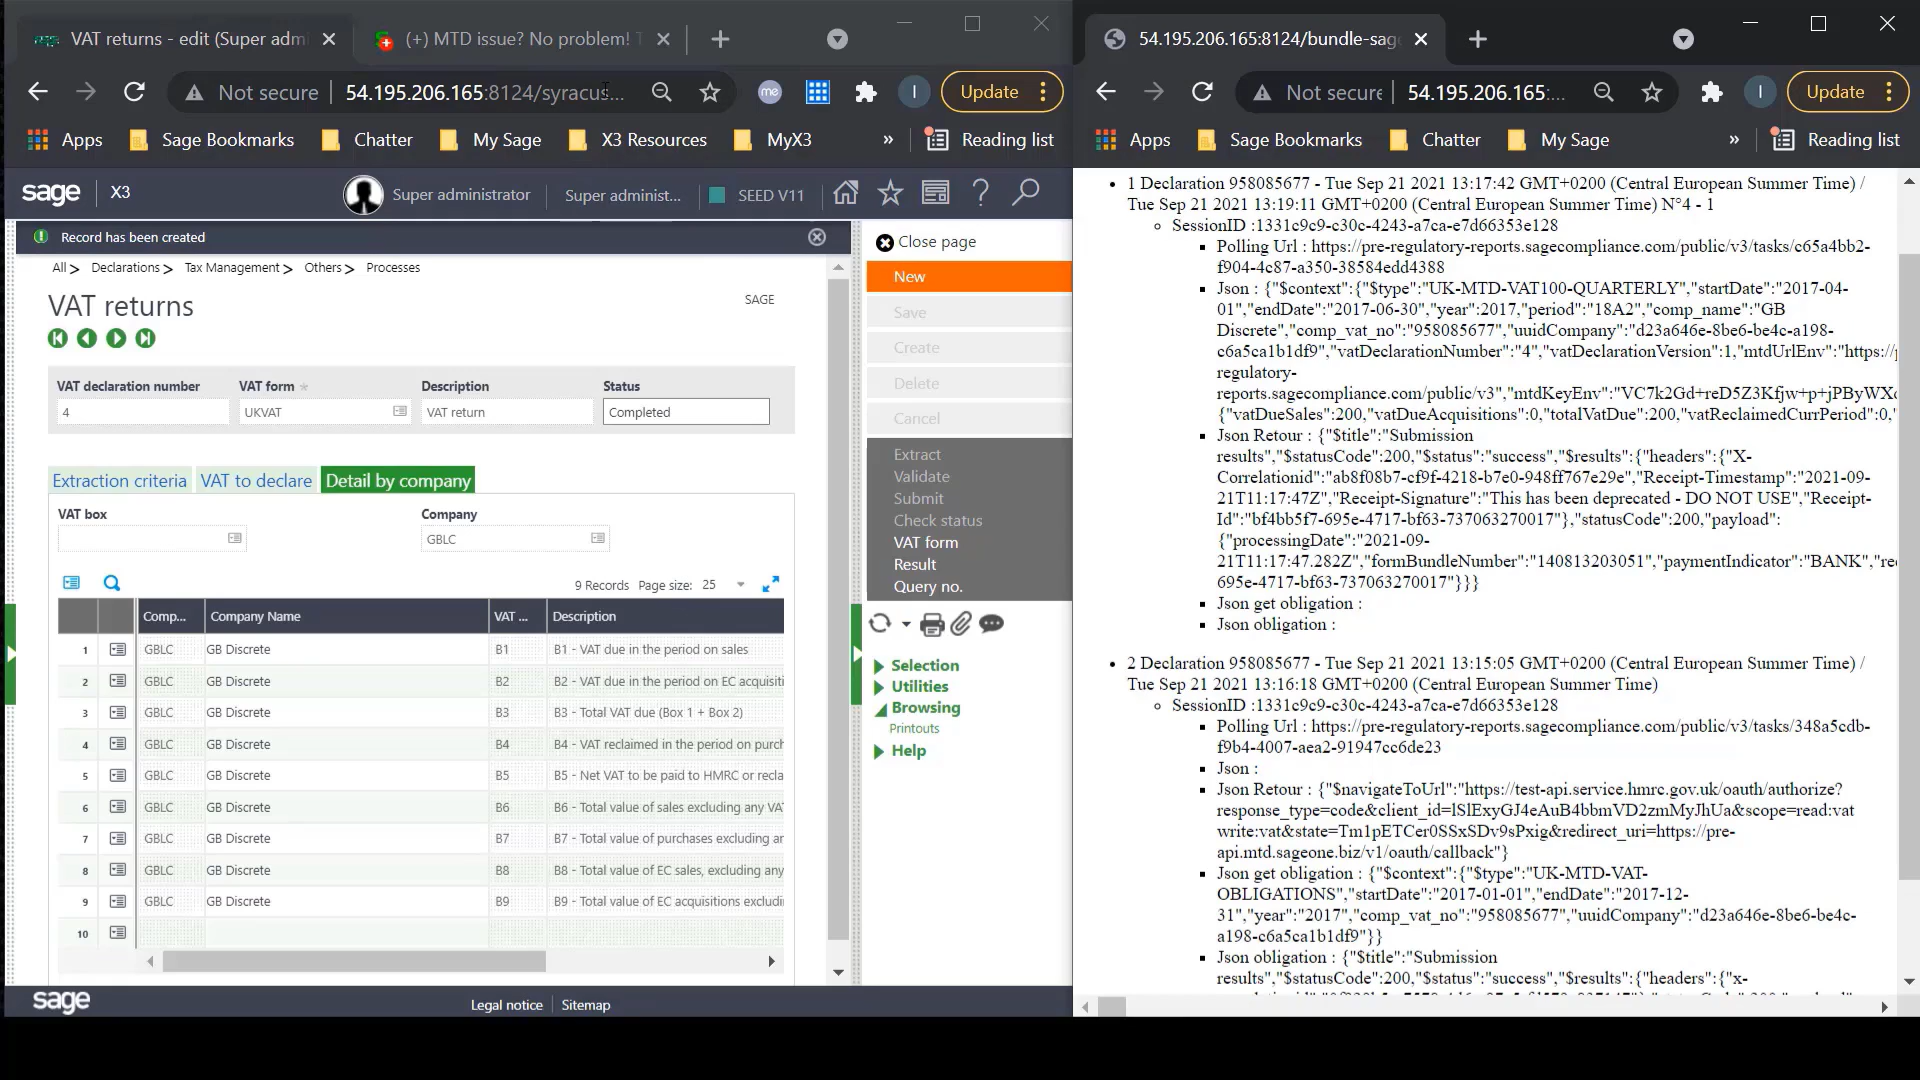 VAT returns - edit (Super adm
(+) MTD issue? No problem!
Not secure
54.195.206.165:8124/syracus...
me
I
Update
Apps
Sage Bookmarks
Chatter
My Sage
X3 Resources
MyX3
»
Reading list
sage
X3
Super administrator
Super administ...
SEED V11
Record has been created
All > Declarations > Tax Management > Others > Processes
VAT returns
SAGE
VAT declaration number
VAT form
Description
Status
4
UKVAT
VAT return
Completed
Extraction criteria
VAT to declare
Detail by company
VAT box
Company
GBLC
9 Records Page size: 25
Comp...
Company Name
VAT ...
Description
1 GBLC GB Discrete B1 B1 - VAT due in the period on sales
2 GBLC GB Discrete B2 B2 - VAT due in the period on EC acquisiti
3 GBLC GB Discrete B3 B3 - Total VAT due (Box 1 + Box 2)
4 GBLC GB Discrete B4 B4 - VAT reclaimed in the period on purch
5 GBLC GB Discrete B5 B5 - Net VAT to be paid to HMRC or recla
6 GBLC GB Discrete B6 B6 - Total value of sales excluding any VA
7 GBLC GB Discrete B7 B7 - Total value of purchases excluding an
8 GBLC GB Discrete B8 B8 - Total value of EC sales, excluding any
9 GBLC GB Discrete B9 B9 - Total value of EC acquisitions excludi
10
Close page
New
Save
Create
Delete
Cancel
Extract
Validate
Submit
Check status
VAT form
Result
Query no.
Selection
Utilities
Browsing
Printouts
Help
sage
Legal notice
Sitemap
54.195.206.165:8124/bundle-sag
Not secure
54.195.206.165:...
I
Update
Apps
Sage Bookmarks
Chatter
My Sage
»
Reading list
1 Declaration 958085677 - Tue Sep 21 2021 13:17:42 GMT+0200 (Central European Summer Time) /
Tue Sep 21 2021 13:19:11 GMT+0200 (Central European Summer Time) N°4 - 1
SessionID :1331c9c9-c30c-4243-a7ca-e7d66353e128
Polling Url : https://pre-regulatory-reports.sagecompliance.com/public/v3/tasks/c65a4bb2-
f904-4c87-a350-38584edd4388
Json : {"$context":{"$type":"UK-MTD-VAT100-QUARTERLY","startDate":"2017-04-
01","endDate":"2017-06-30","year":2017,"period":"18A2","comp_name":"GB
Discrete","comp_vat_no":"958085677","uuidCompany":"d23a646e-8be6-be4c-a198-
c6a5ca1b1df9","vatDeclarationNumber":"4","vatDeclarationVersion":1,"mtdUrlEnv":"https://p
regulatory-
reports.sagecompliance.com/public/v3","mtdKeyEnv":"VC7k2Gd+reD5Z3Kfjw+p+jPByWX
{"vatDueSales":200,"vatDueAcquisitions":0,"totalVatDue":200,"vatReclaimedCurrPeriod":0,"
Json Retour : {"$title":"Submission
results","$statusCode":200,"$status":"success","$results":{"headers":{"X-
Correlationid":"ab8f08b7-cf9f-4218-b7e0-948ff767e29e","Receipt-Timestamp":"2021-09-
21T11:17:47Z","Receipt-Signature":"This has been deprecated - DO NOT USE","Receipt-
Id":"bf4bb5f7-695e-4717-bf63-737063270017"},"statusCode":200,"payload":
{"processingDate":"2021-09-
21T11:17:47.282Z","formBundleNumber":"140813203051","paymentIndicator":"BANK","rec
695e-4717-bf63-737063270017"}}}
Json get obligation :
Json obligation :
2 Declaration 958085677 - Tue Sep 21 2021 13:15:05 GMT+0200 (Central European Summer Time) /
Tue Sep 21 2021 13:16:18 GMT+0200 (Central European Summer Time)
SessionID :1331c9c9-c30c-4243-a7ca-e7d66353e128
Polling Url : https://pre-regulatory-reports.sagecompliance.com/public/v3/tasks/348a5cdb-
f9b4-4007-aea2-91947cc6de23
Json :
Json Retour : {"$navigateToUrl":"https://test-api.service.hmrc.gov.uk/oauth/authorize?
response_type=code&client_id=lSlExyGJ4eAuB4bbmVD2zmMyJhUa&scope=read:vat
write:vat&state=Tm1pETCer0SSxSDv9sPxig&redirect_uri=https://pre-
api.mtd.sageone.biz/v1/oauth/callback"}
Json get obligation : {"$context":{"$type":"UK-MTD-VAT-
OBLIGATIONS","startDate":"2017-01-01","endDate":"2017-12-
31","year":"2017","comp_vat_no":"958085677","uuidCompany":"d23a646e-8be6-be4c-
a198-c6a5ca1b1df9"}}
Json obligation : {"$title":"Submission
results","$statusCode":200,"$status":"success","$results":{"headers":{"x-